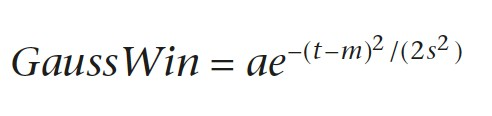 GaussWin = ae^{-(t-m)^2/(2s^2)}